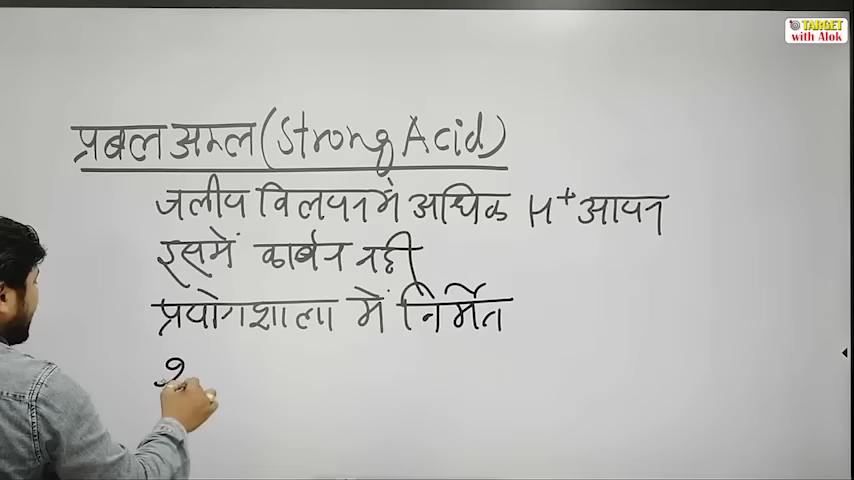 TARGET
with Alok
प्रबल अम्ल (Strong Acid)
जलीय विलयन में अधिक H⁺ आयन
इसमें कार्बन नहीं
प्रयोगशाला में निर्मित